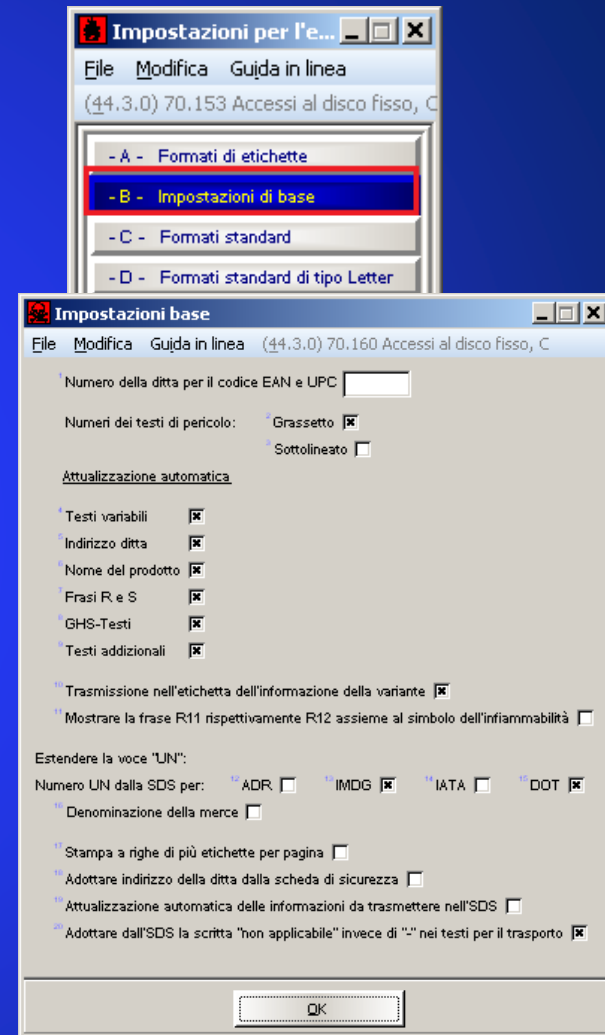 Impostazioni per l'e...
File Modifica Guida in linea
(44.3.0) 70.153 Accessi al disco fisso, C
- A - Formati di etichette
- B - Impostazioni di base
- C - Formati standard
- D - Formati standard di tipo Letter
Impostazioni base
File Modifica Guida in linea (44.3.0) 70.160 Accessi al disco fisso, C
1 Numero della ditta per il codice EAN e UPC
Numeri dei testi di pericolo: 2 Grassetto
3 Sottolineato
Attualizzazione automatica
4 Testi variabili
5 Indirizzo ditta
6 Nome del prodotto
7 Frasi R e S
8 GHS-Testi
9 Testi addizionali
10 Trasmissione nell'etichetta dell'informazione della variante
11 Mostrare la frase R11 rispettivamente R12 assieme al simbolo dell'infiammabilità
Estendere la voce "UN":
Numero UN dalla SDS per: 12 ADR 13 IMDG 14 IATA 15 DOT
16 Denominazione della merce
17 Stampa a righe di più etichette per pagina
18 Adottare indirizzo della ditta dalla scheda di sicurezza
19 Attualizzazione automatica delle informazioni da trasmettere nell'SDS
20 Adottare dall'SDS la scritta "non applicabile" invece di "-" nei testi per il trasporto
OK